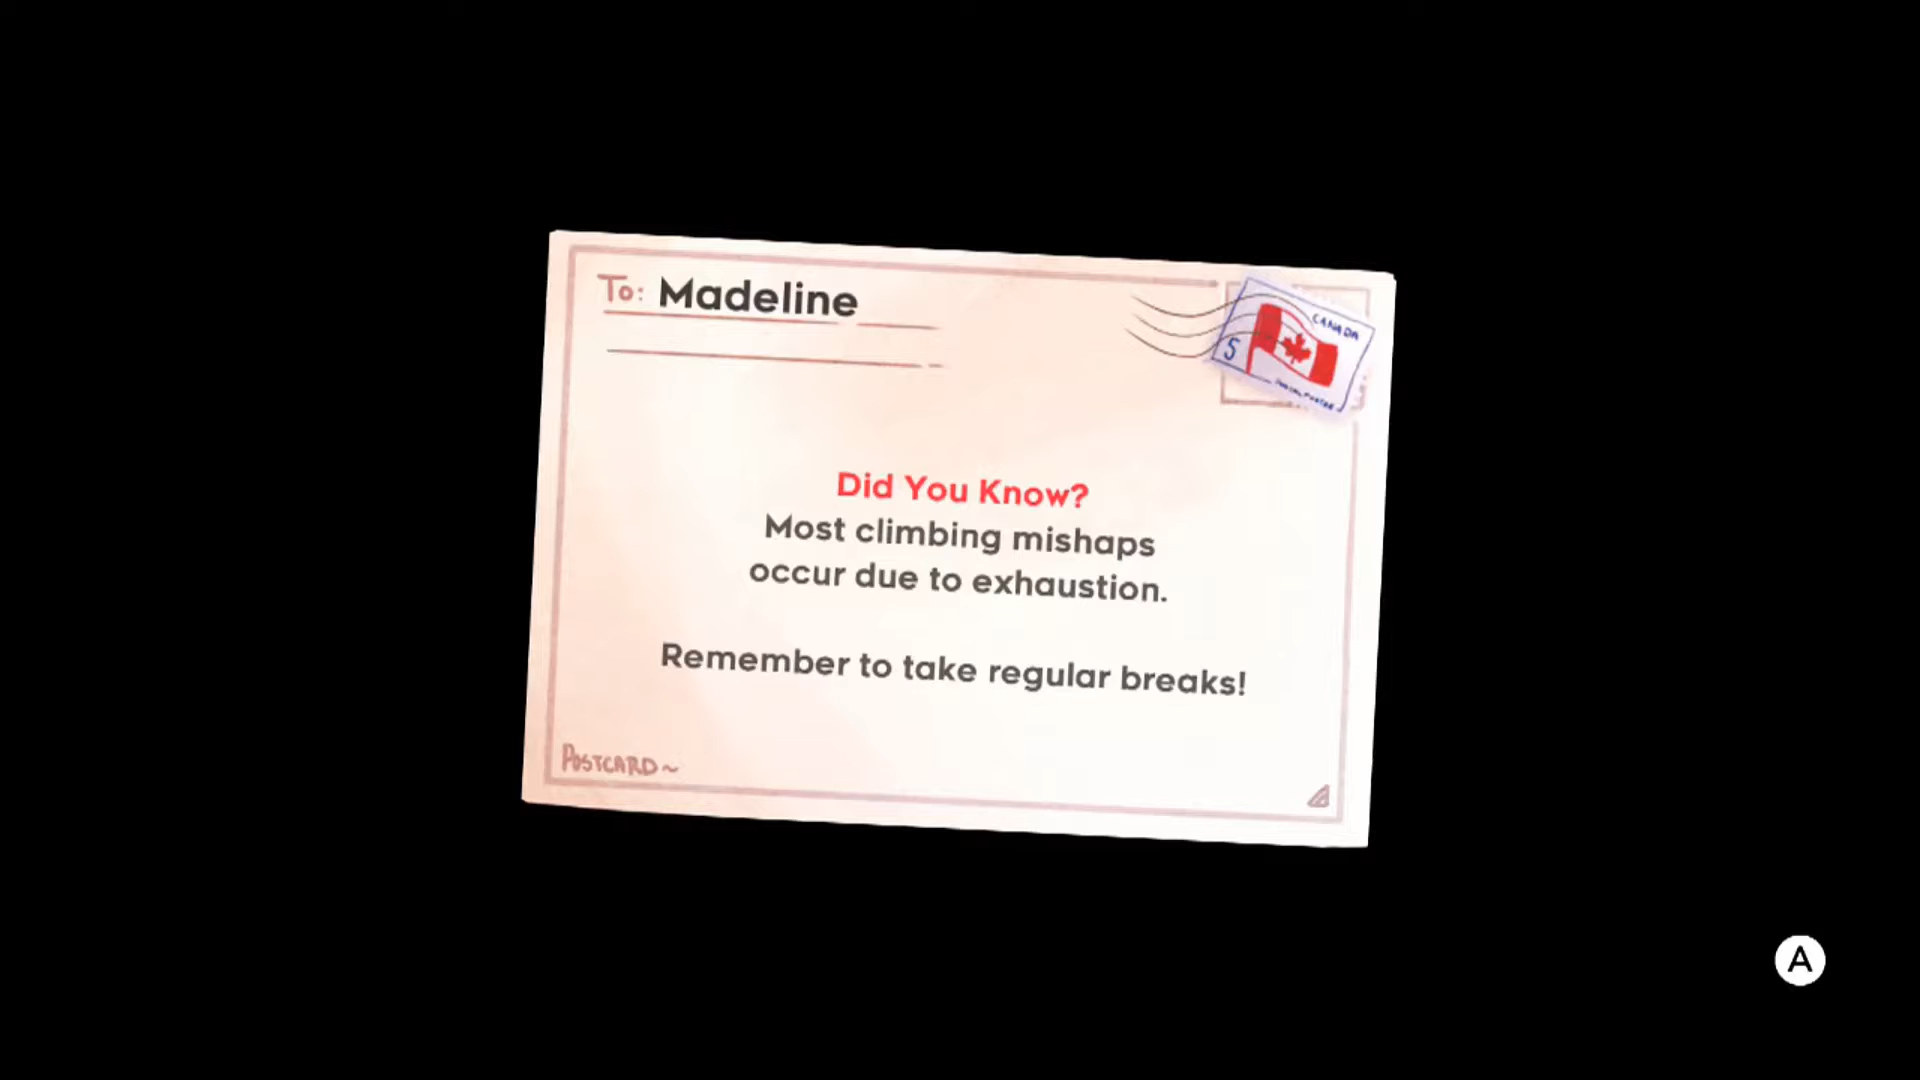 To: Madeline
CANADA
5
Did You Know?
Most climbing mishaps
occur due to exhaustion.
Remember to take regular breaks!
POSTCARD~
A